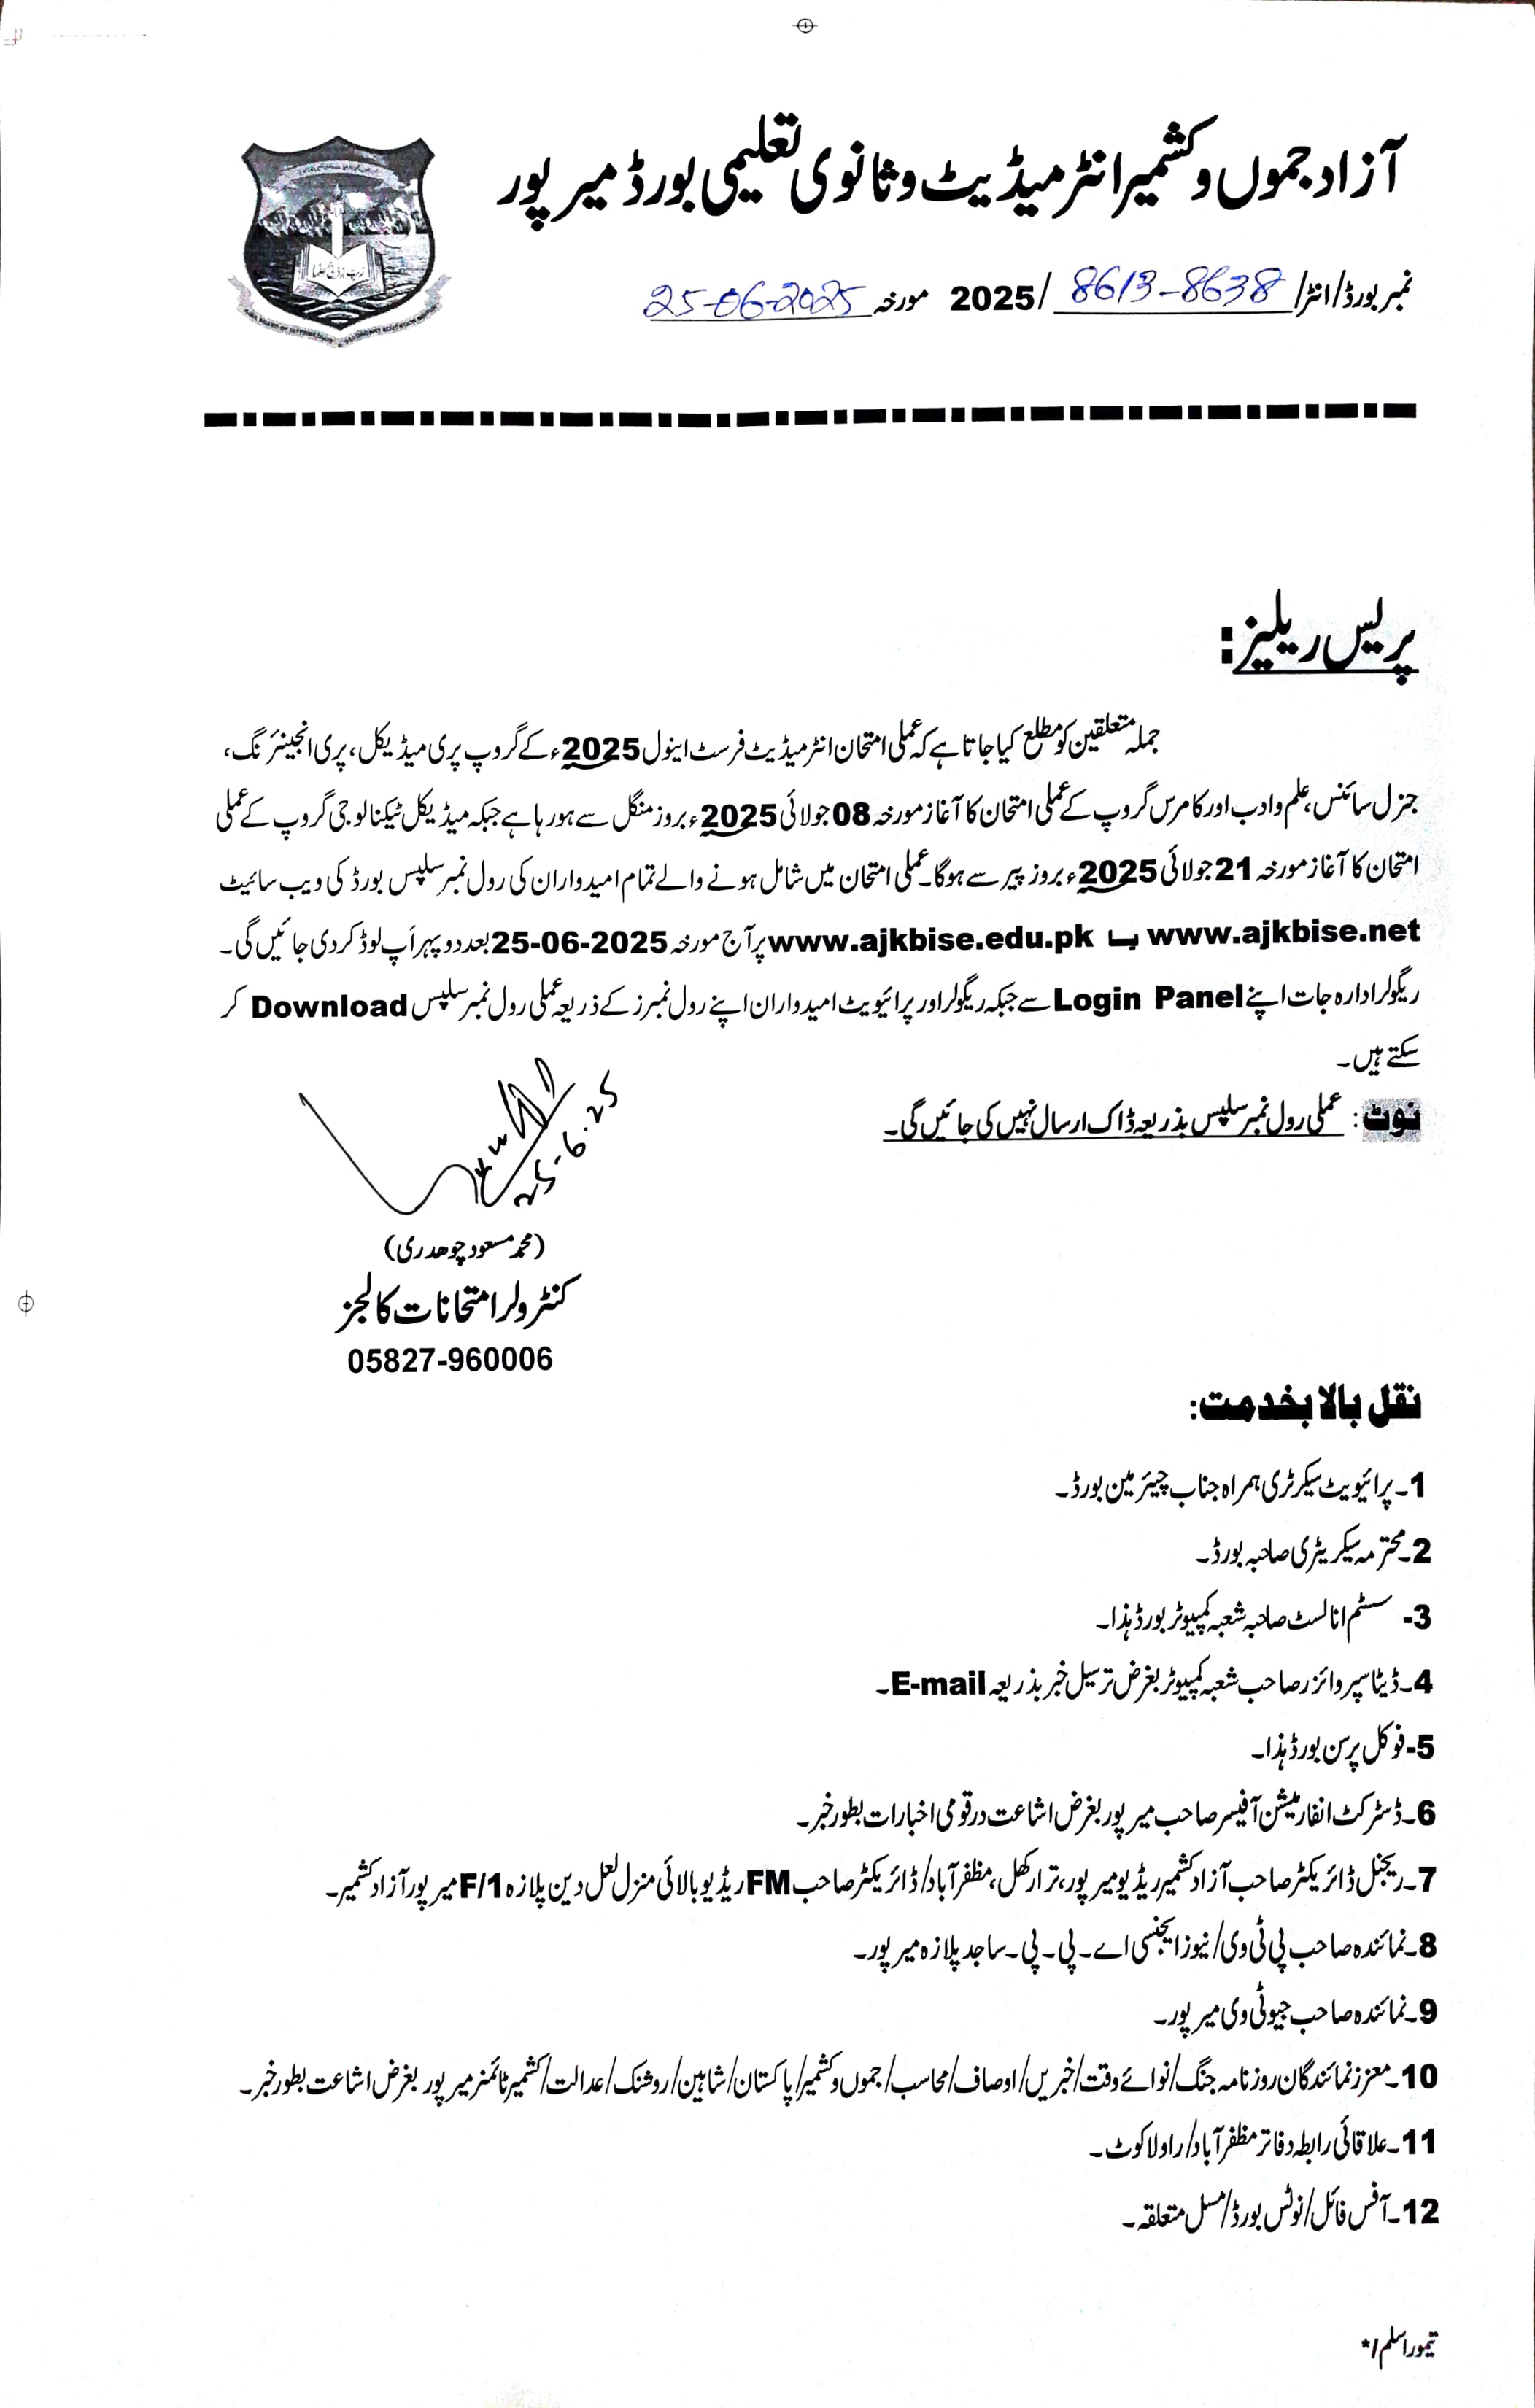 آزاد جموں و کشمیر انٹرمیڈیٹ و ثانوی تعلیمی بورڈ میرپور
نمبر بورڈ/انٹر/ 8613-8638 /2025 مورخہ 25-06-2025
پریس ریلیز:
جملہ متعلقین کو مطلع کیا جاتا ہے کہ عملی امتحان انٹرمیڈیٹ فرسٹ اینول 2025ء کے گروپ پری میڈیکل، پری انجینئرنگ،
جنرل سائنس، علم و ادب اور کامرس گروپ کے عملی امتحان کا آغاز مورخہ 08 جولائی 2025ء بروز منگل سے ہو رہا ہے جبکہ میڈیکل ٹیکنالوجی گروپ کے عملی
امتحان کا آغاز مورخہ 21 جولائی 2025ء بروز پیر سے ہوگا۔ عملی امتحان میں شامل ہونے والے تمام امیدواران کی رول نمبر سلپس بورڈ کی ویب سائیٹ
www.ajkbise.net یا www.ajkbise.edu.pk پر آج مورخہ 25-06-2025 بعد دوپہر اَپ لوڈ کر دی جائیں گی۔
ریگولر ادارہ جات اپنے Login Panel سے جبکہ ریگولر اور پرائیویٹ امیدواران اپنے رول نمبرز کے ذریعہ عملی رول نمبر سلپس Download کر
سکتے ہیں۔
نوٹ: عملی رول نمبر سلپس بذریعہ ڈاک ارسال نہیں کی جائیں گی۔
25-6.25
(محمد مسعود چوھدری)
کنٹرولر امتحانات کالجز
05827-960006
نقل بالا بخدمت:
1۔ پرائیویٹ سیکرٹری ہمراہ جناب چیئرمین بورڈ۔
2۔ محترمہ سیکریٹری صاحبہ بورڈ۔
3- سسٹم انالسٹ صاحبہ شعبہ کمپیوٹر بورڈ ہذا۔
4۔ ڈیٹا سپروائزر صاحب شعبہ کمپیوٹر بغرض ترسیل خبر بذریعہ E-mail۔
5- فوکل پرسن بورڈ ہذا۔
6۔ ڈسٹرکٹ انفارمیشن آفیسر صاحب میرپور بغرض اشاعت در قومی اخبارات بطور خبر۔
7۔ ریجنل ڈائریکٹر صاحب آزاد کشمیر ریڈیو میرپور، تراڑکھل، مظفرآباد/ڈائریکٹر صاحب FM ریڈیو بالائی منزل لعل دین پلازہ F/1 میرپور آزاد کشمیر۔
8۔ نمائندہ صاحب پی ٹی وی/نیوز ایجنسی اے۔پی۔پی۔ ساجد پلازہ میرپور۔
9۔ نمائندہ صاحب جیو ٹی وی میرپور۔
10۔ معزز نمائندگان روزنامہ جنگ/نوائے وقت/خبریں/اوصاف/محاسب/جموں و کشمیر/پاکستان/شاہین/روشنک/عدالت/کشمیر ٹائمز میرپور بغرض اشاعت بطور خبر۔
11۔ علاقائی رابطہ دفاتر مظفرآباد/راولاکوٹ۔
12۔ آفس فائل/نوٹس بورڈ/مسل متعلقہ۔
تیمور اسلم/*